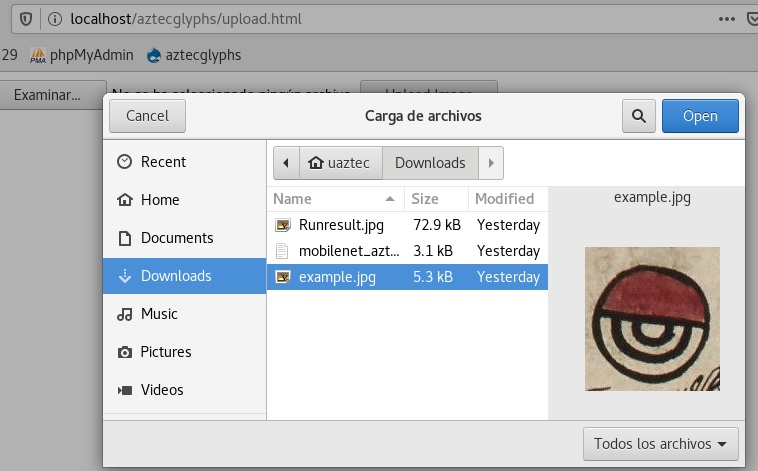 localhost/aztecglyphs/upload.html
29 phpMyAdmin aztecglyphs
Examinar... No se ha seleccionado ningún archivo. Upload Image
Cancel Carga de archivos Open
Recent
Home
Documents
Downloads
Music
Pictures
Videos
uaztec Downloads
Name Size Modified
Runresult.jpg 72.9 kB Yesterday
mobilenet_azt... 3.1 kB Yesterday
example.jpg 5.3 kB Yesterday
example.jpg
Todos los archivos